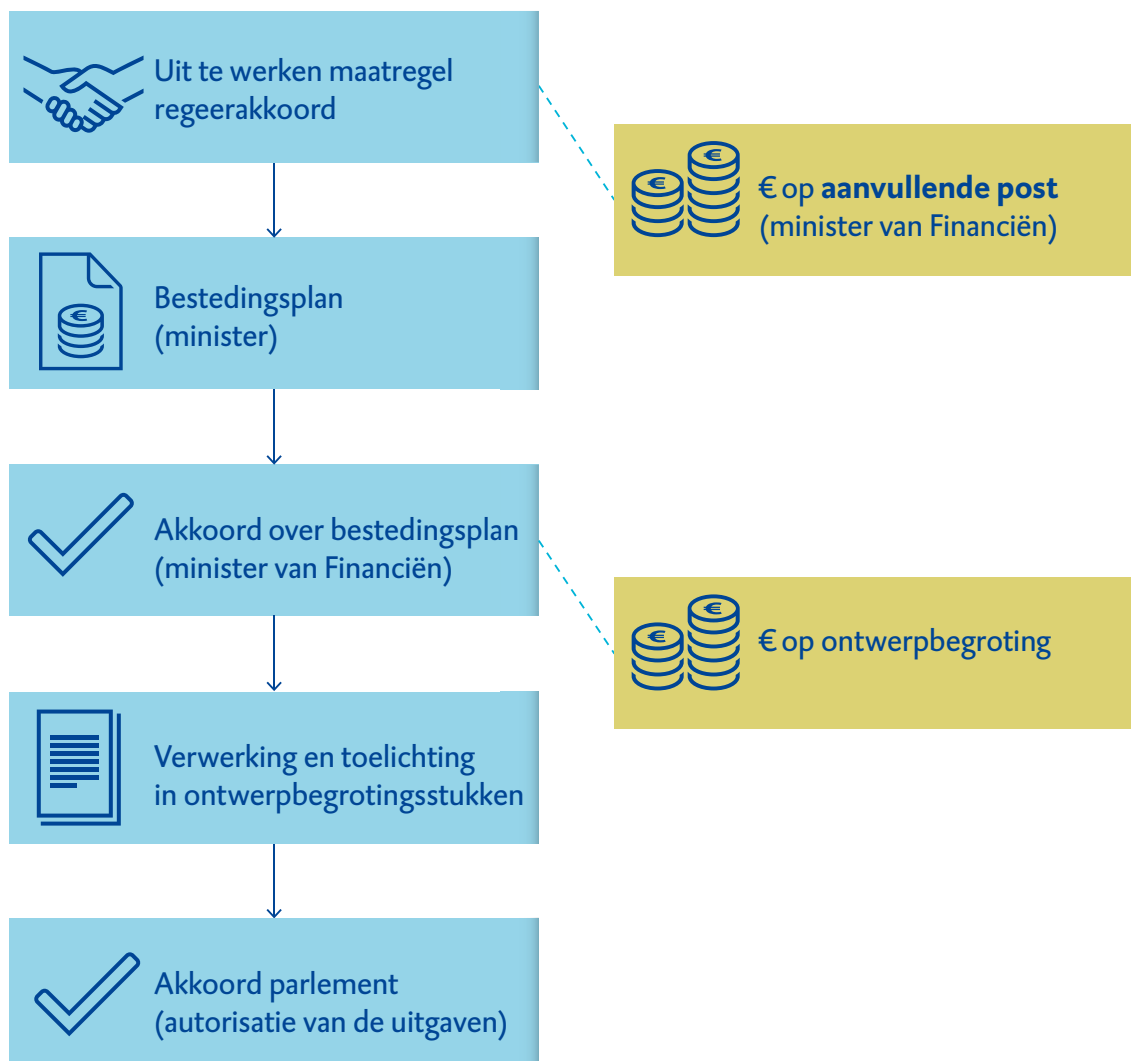 Uit te werken maatregel
regeerakkoord
€ op aanvullende post
(minister van Financiën)
Bestedingsplan
(minister)
Akkoord over bestedingsplan
(minister van Financiën)
€ op ontwerpbegroting
Verwerking en toelichting
in ontwerpbegrotingsstukken
Akkoord parlement
(autorisatie van de uitgaven)